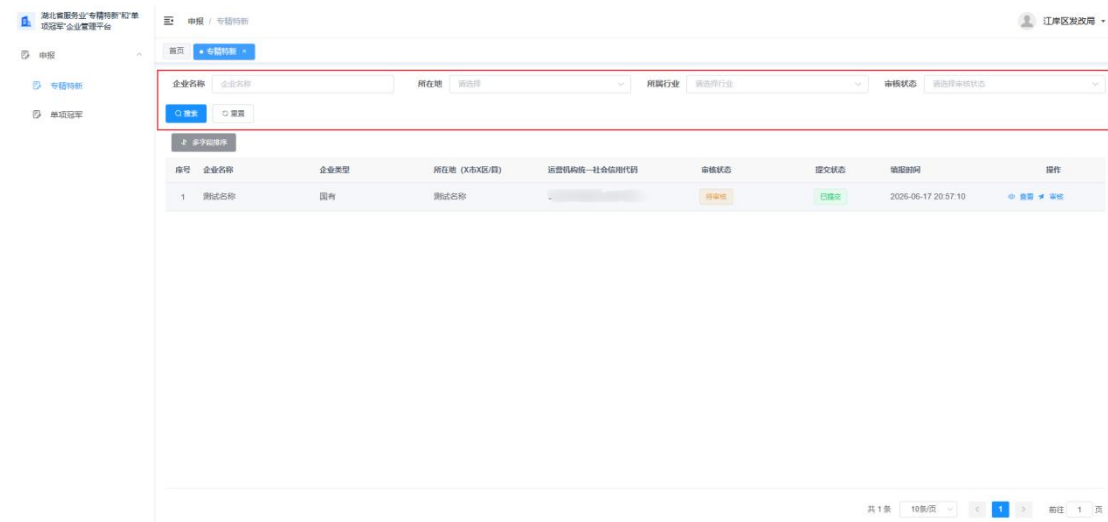 湖北省服务业“专精特新”和“单
项冠军”企业管理平台
申报 / 专精特新
江岸区发改局
申报
首页
专精特新 ×
专精特新
单项冠军
企业名称 企业名称
所在地 请选择
所属行业 请选择行业
审核状态 请选择审核状态
搜索
重置
多字段排序
序号 企业名称 企业类型 所在地（X市X区/县） 运营机构统一社会信用代码 审核状态 提交状态 填报时间 操作
1 测试名称 国有 测试名称 待审核 已提交 2026-06-17 20:57:10 查看 审核
共 1 条 10条/页 1 前往 1 页